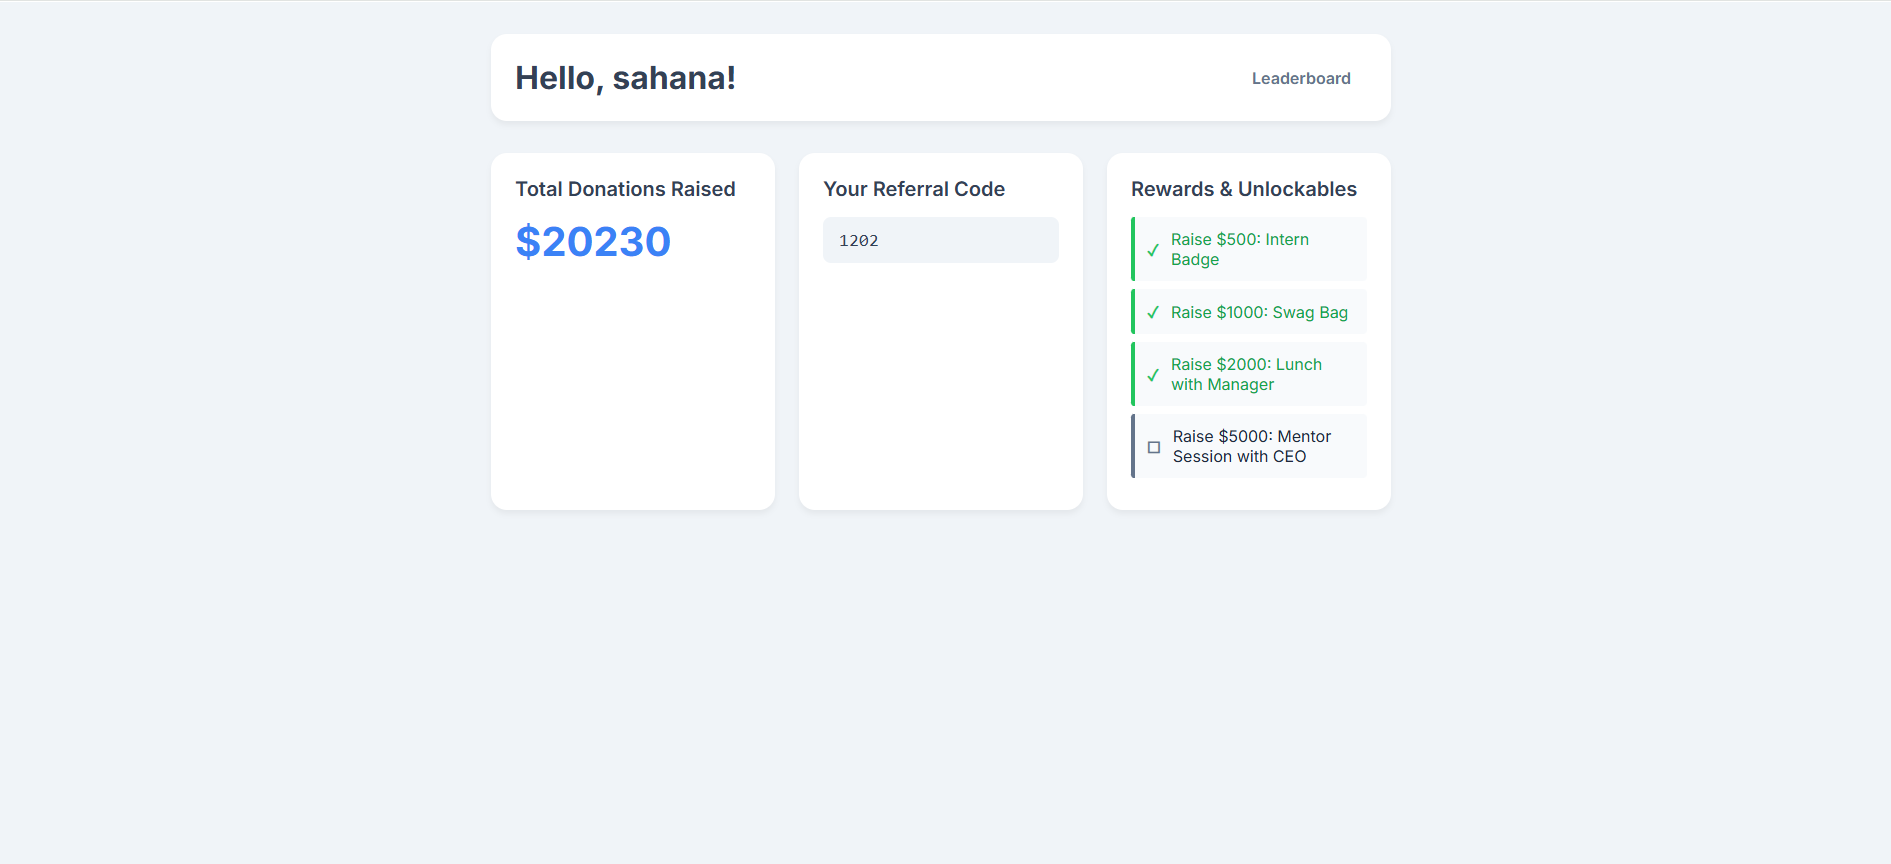 Hello, sahana!
Leaderboard
Total Donations Raised
$20230
Your Referral Code
1202
Rewards & Unlockables
✓ Raise $500: Intern
Badge
✓ Raise $1000: Swag Bag
✓ Raise $2000: Lunch
with Manager
☐ Raise $5000: Mentor
Session with CEO